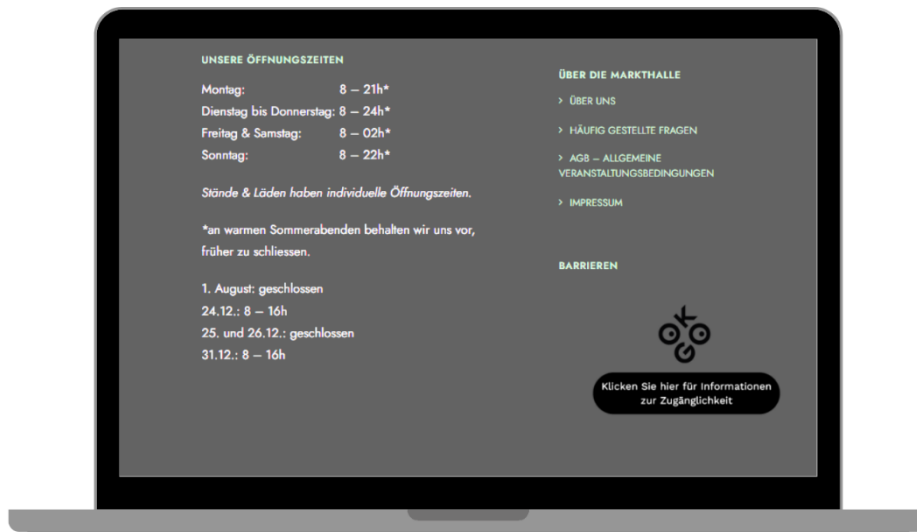 UNSERE ÖFFNUNGSZEITEN
Montag: 8 – 21h*
Dienstag bis Donnerstag: 8 – 24h*
Freitag & Samstag: 8 – 02h*
Sonntag: 8 – 22h*
Stände & Läden haben individuelle Öffnungszeiten.
*an warmen Sommerabenden behalten wir uns vor,
früher zu schliessen.
1. August: geschlossen
24.12.: 8 – 16h
25. und 26.12.: geschlossen
31.12.: 8 – 16h
ÜBER DIE MARKTHALLE
> ÜBER UNS
> HÄUFIG GESTELLTE FRAGEN
> AGB – ALLGEMEINE
VERANSTALTUNGSBEDINGUNGEN
> IMPRESSUM
BARRIEREN
OKGO
Klicken Sie hier für Informationen
zur Zugänglichkeit